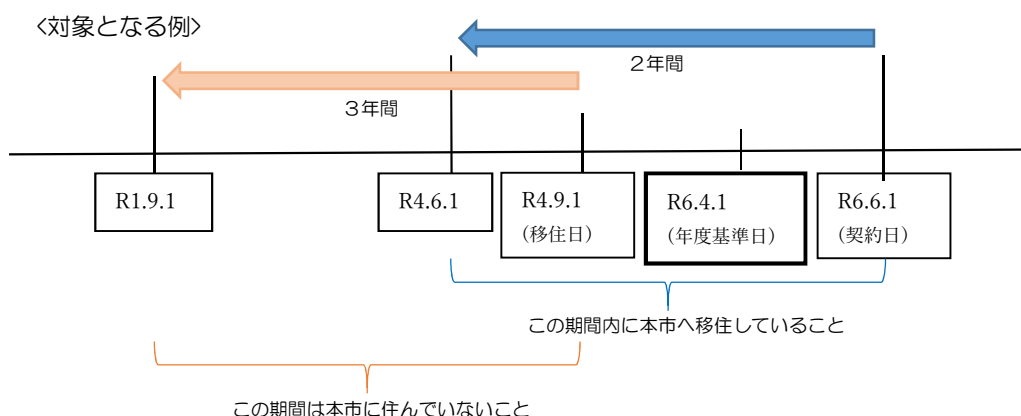 〈対象となる例〉
２年間
３年間
R1.9.1
R4.6.1
R4.9.1
（移住日）
R6.4.1
（年度基準日）
R6.6.1
（契約日）
この期間内に本市へ移住していること
この期間は本市に住んでいないこと